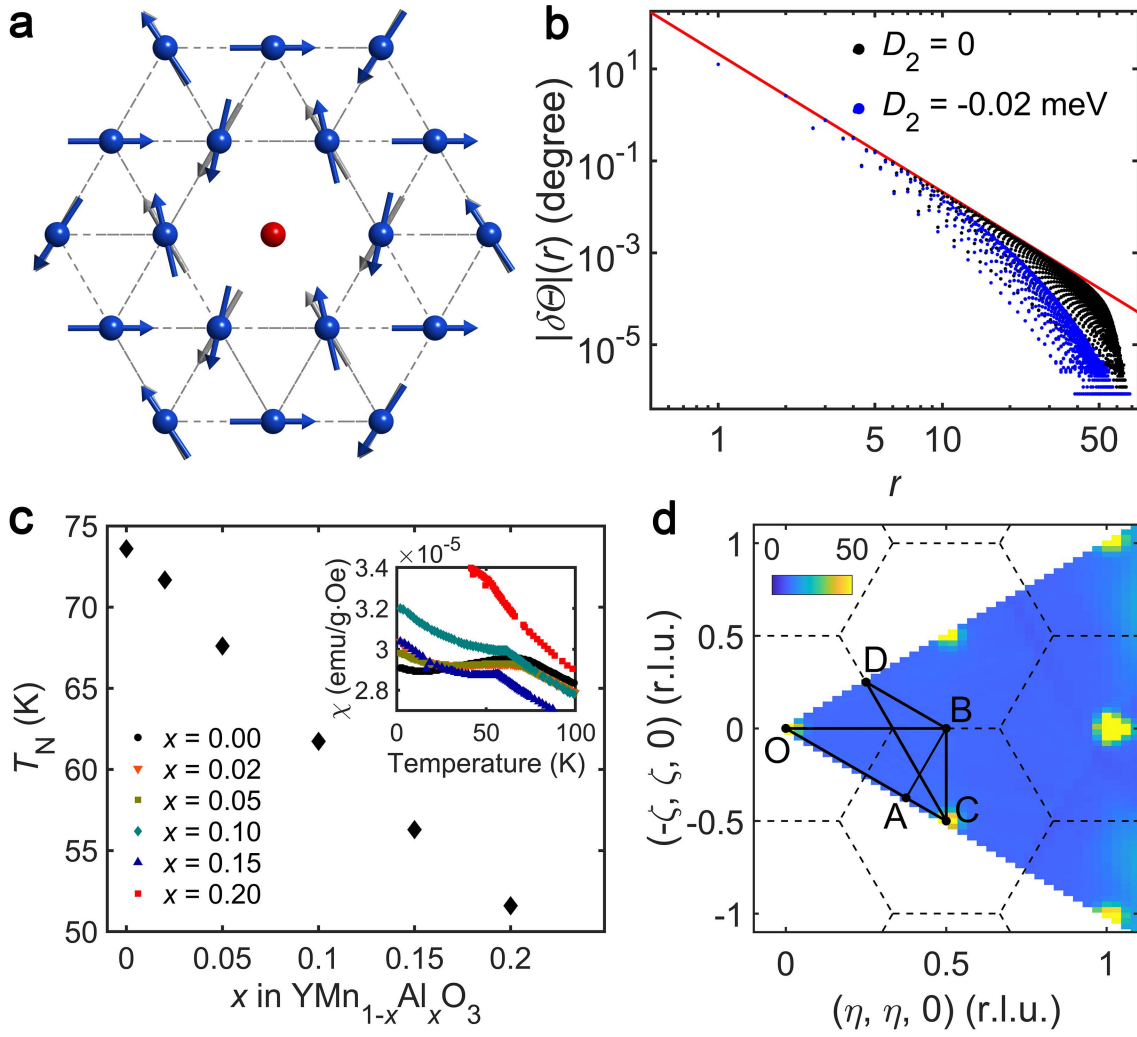 a
b
D₂ = 0
D₂ = -0.02 meV
|δΘ|(r) (degree)
10¹
10⁻¹
10⁻³
10⁻⁵
1
5
10
50
r
c
T_N (K)
75
70
65
60
55
50
0
0.05
0.1
0.15
0.2
x in YMn₁₋ₓAlₓO₃
x = 0.00
x = 0.02
x = 0.05
x = 0.10
x = 0.15
x = 0.20
×10⁻⁵
χ (emu/g·Oe)
3.4
3.2
3
2.8
0
50
100
Temperature (K)
d
0
50
(-ζ, ζ, 0) (r.l.u.)
1
0.5
0
-0.5
-1
D
B
O
A
C
0
0.5
1
(η, η, 0) (r.l.u.)